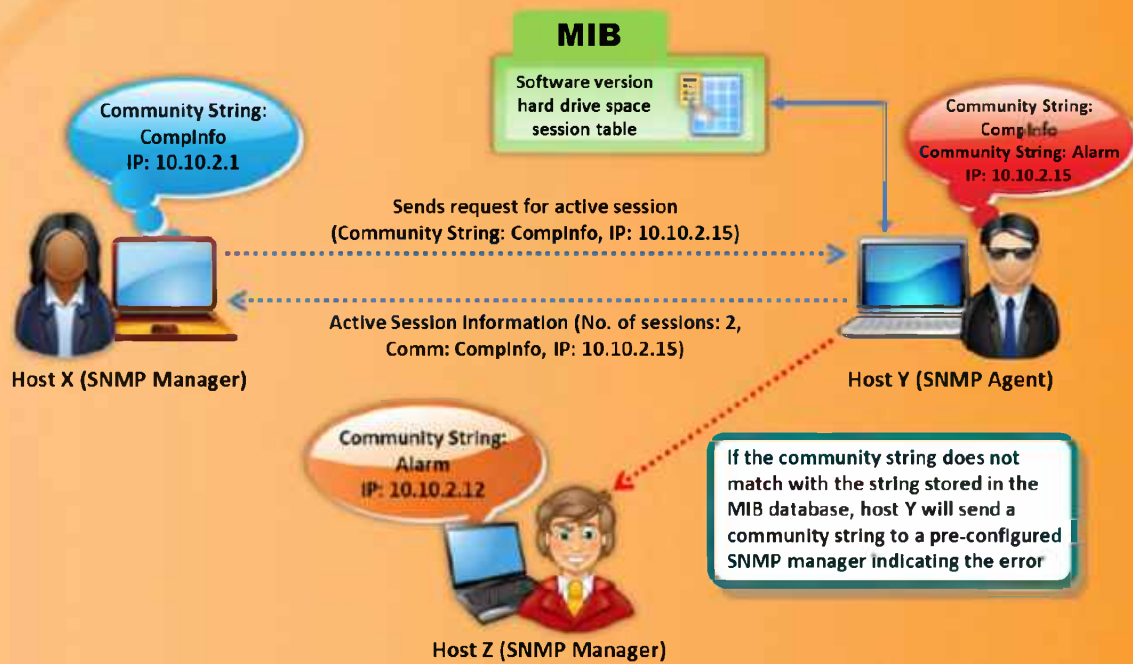 MIB
Software version
hard drive space
session table
Community String:
CompInfo
IP: 10.10.2.1
Community String:
CompInfo
Community String: Alarm
IP: 10.10.2.15
Sends request for active session
(Community String: CompInfo, IP: 10.10.2.15)
Active Session Information (No. of sessions: 2,
Comm: CompInfo, IP: 10.10.2.15)
Host X (SNMP Manager)
Host Y (SNMP Agent)
Community String:
Alarm
IP: 10.10.2.12
If the community string does not
match with the string stored in the
MIB database, host Y will send a
community string to a pre-configured
SNMP manager indicating the error
Host Z (SNMP Manager)